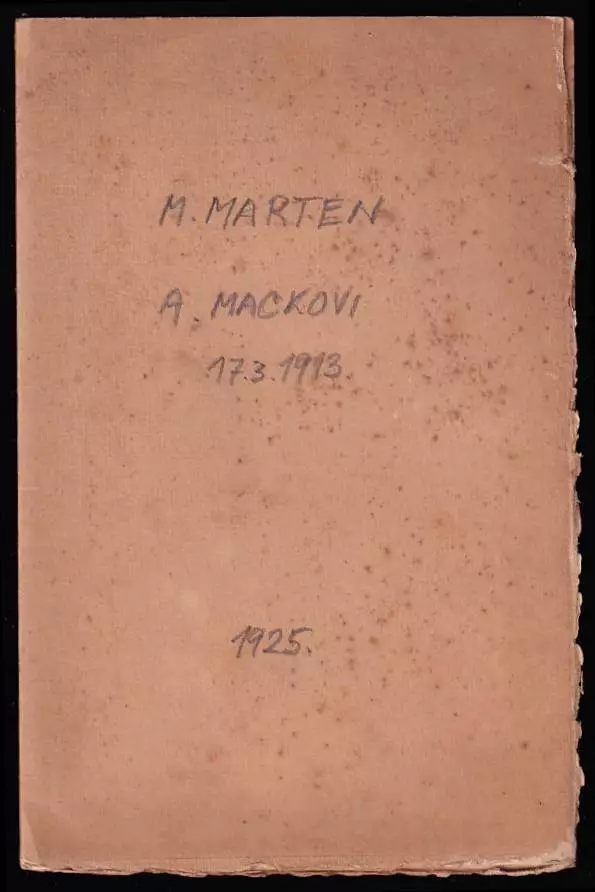 M. MARTEN
A. MACKOVI
17.3.1913.
1925.